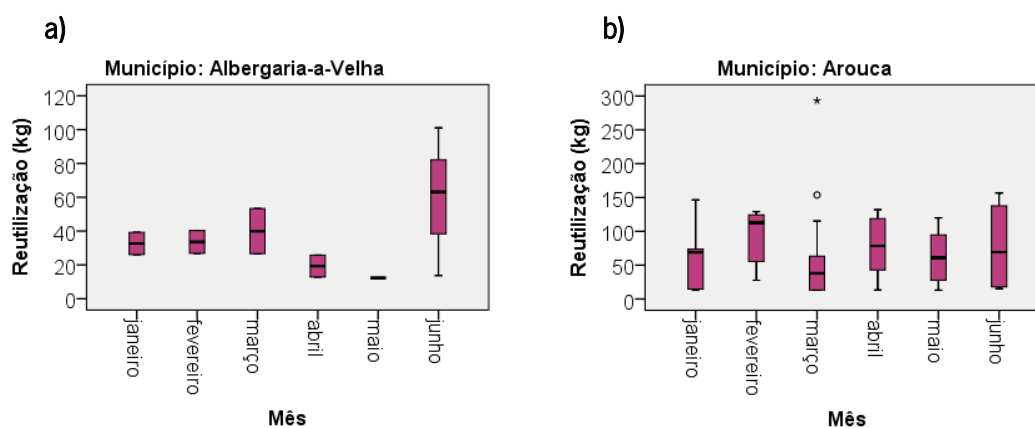 a)
Município: Albergaria-a-Velha
Reutilização (kg)
120
100
80
60
40
20
0
janeiro
fevereiro
março
abril
maio
junho
Mês
b)
Município: Arouca
Reutilização (kg)
300
250
200
150
100
50
0
janeiro
fevereiro
março
abril
maio
junho
Mês